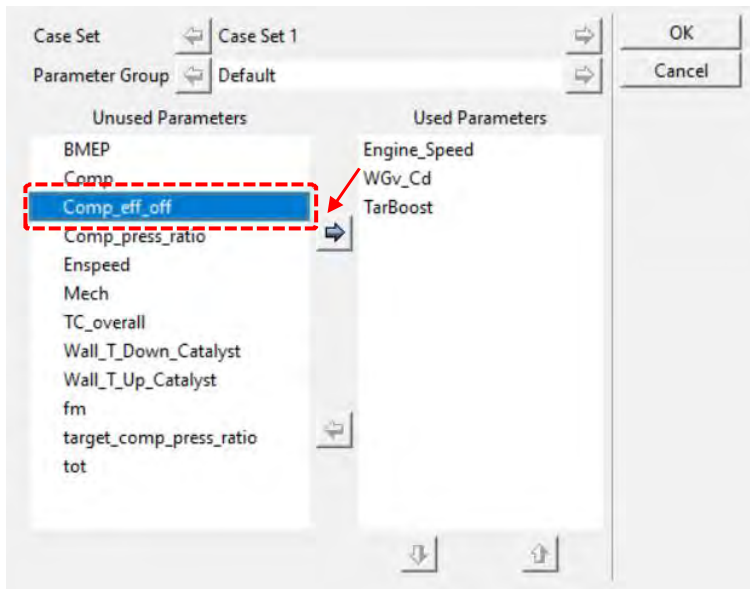 Case Set
Case Set 1
OK
Parameter Group
Default
Cancel
Unused Parameters
Used Parameters
BMEP
Comp
Comp_eff_off
Comp_press_ratio
Enspeed
Mech
TC_overall
Wall_T_Down_Catalyst
Wall_T_Up_Catalyst
fm
target_comp_press_ratio
tot
Engine_Speed
WGv_Cd
TarBoost